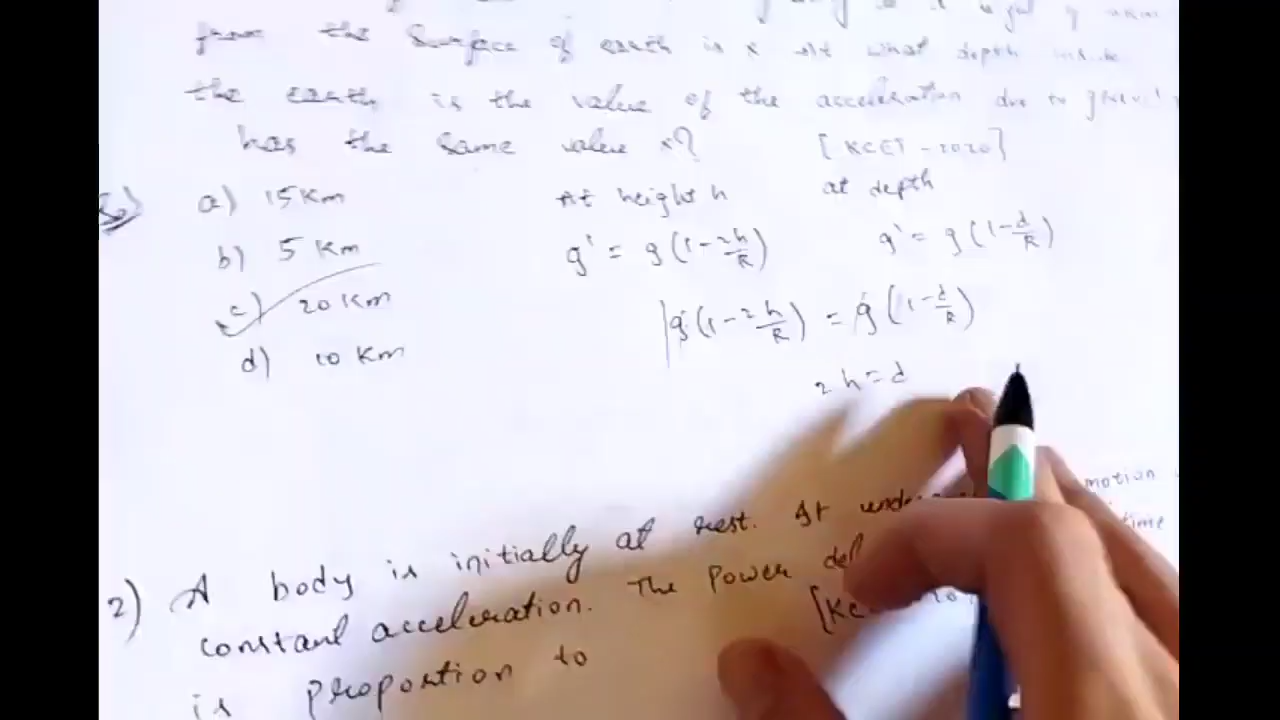 from the surface of earth is x At what depth inside
the earth is the value of the acceleration due to
has the same value x? [KCET-2020]
So) a) 15 Km At height h at depth
b) 5 Km g' = g(1-2h/R) g' = g(1-d/R)
c) 20 Km g(1-2h/R) = g(1-d/R)
d) 10 Km 2h = d
2) A body is initially at rest. It motion
constant acceleration. The Power time
is proportion to